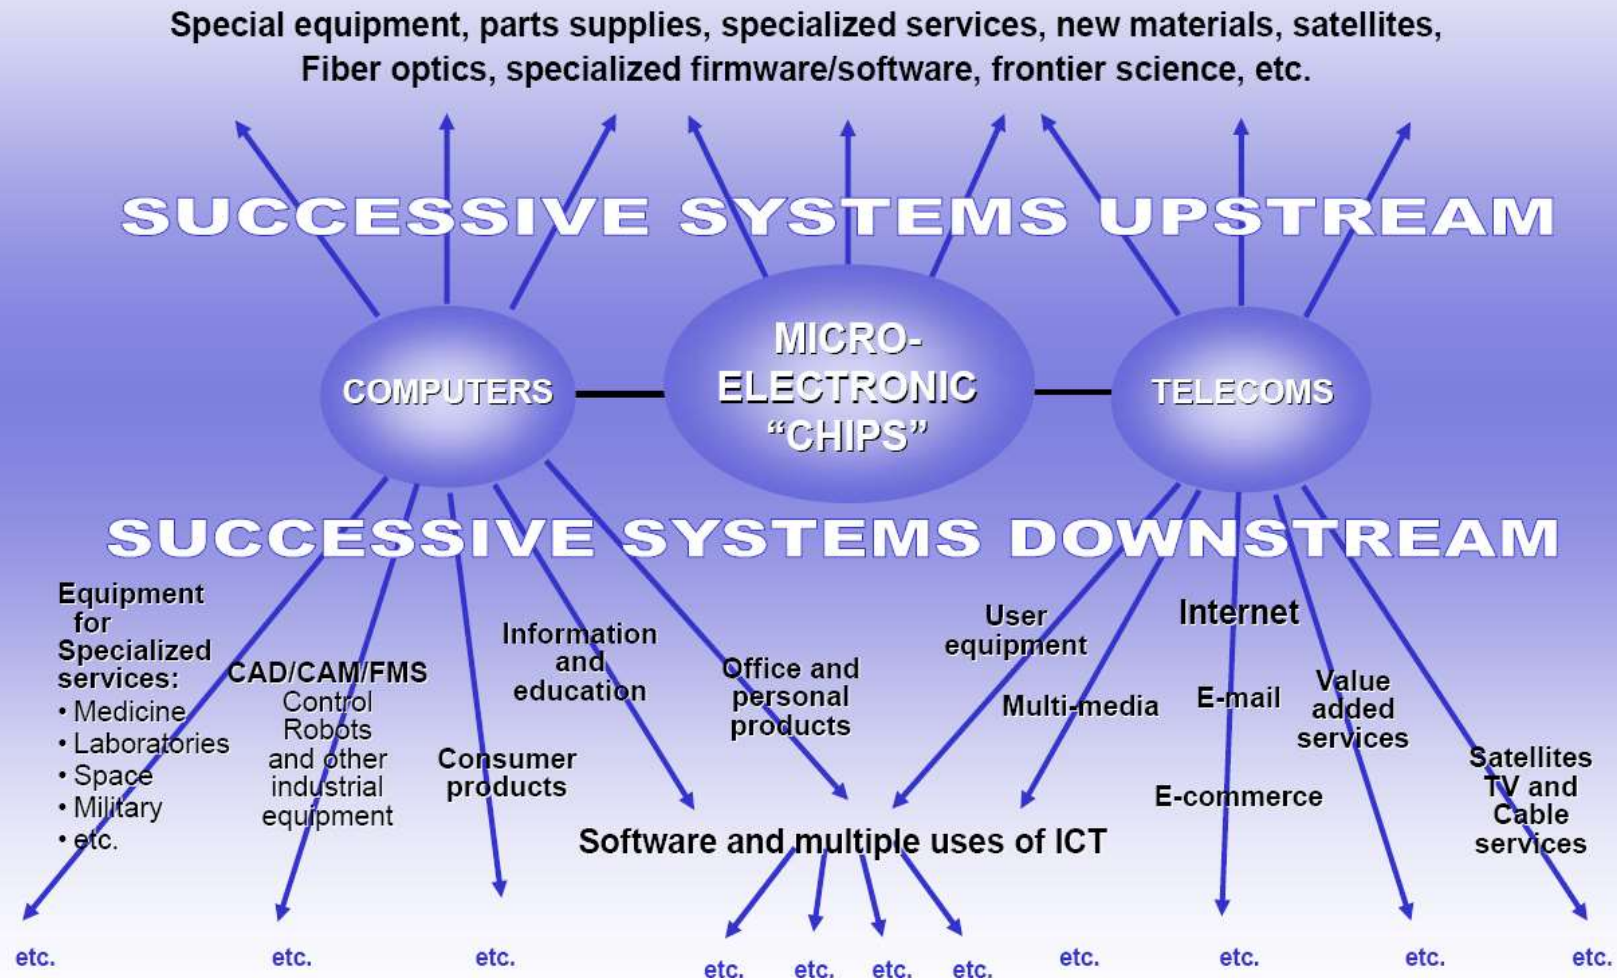 Special equipment, parts supplies, specialized services, new materials, satellites,
Fiber optics, specialized firmware/software, frontier science, etc.
SUCCESSIVE SYSTEMS UPSTREAM
COMPUTERS
MICRO-
ELECTRONIC
“CHIPS”
TELECOMS
SUCCESSIVE SYSTEMS DOWNSTREAM
Equipment
for
Specialized
services:
• Medicine
• Laboratories
• Space
• Military
• etc.
CAD/CAM/FMS
Control
Robots
and other
industrial
equipment
Consumer
products
Information
and
education
Office and
personal
products
User
equipment
Multi-media
Internet
E-mail
E-commerce
Value
added
services
Satellites
TV and
Cable
services
Software and multiple uses of ICT
etc.
etc.
etc.
etc.
etc.
etc.
etc.
etc.
etc.
etc.
etc.